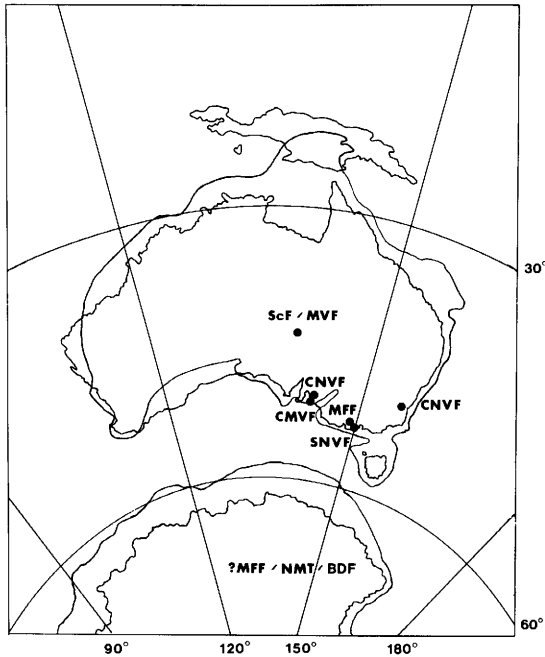 30°
ScF / MVF
CNVF
CMVF
MFF
CNVF
SNVF
?MFF / NMT / BDF
60°
90°
120°
150°
180°